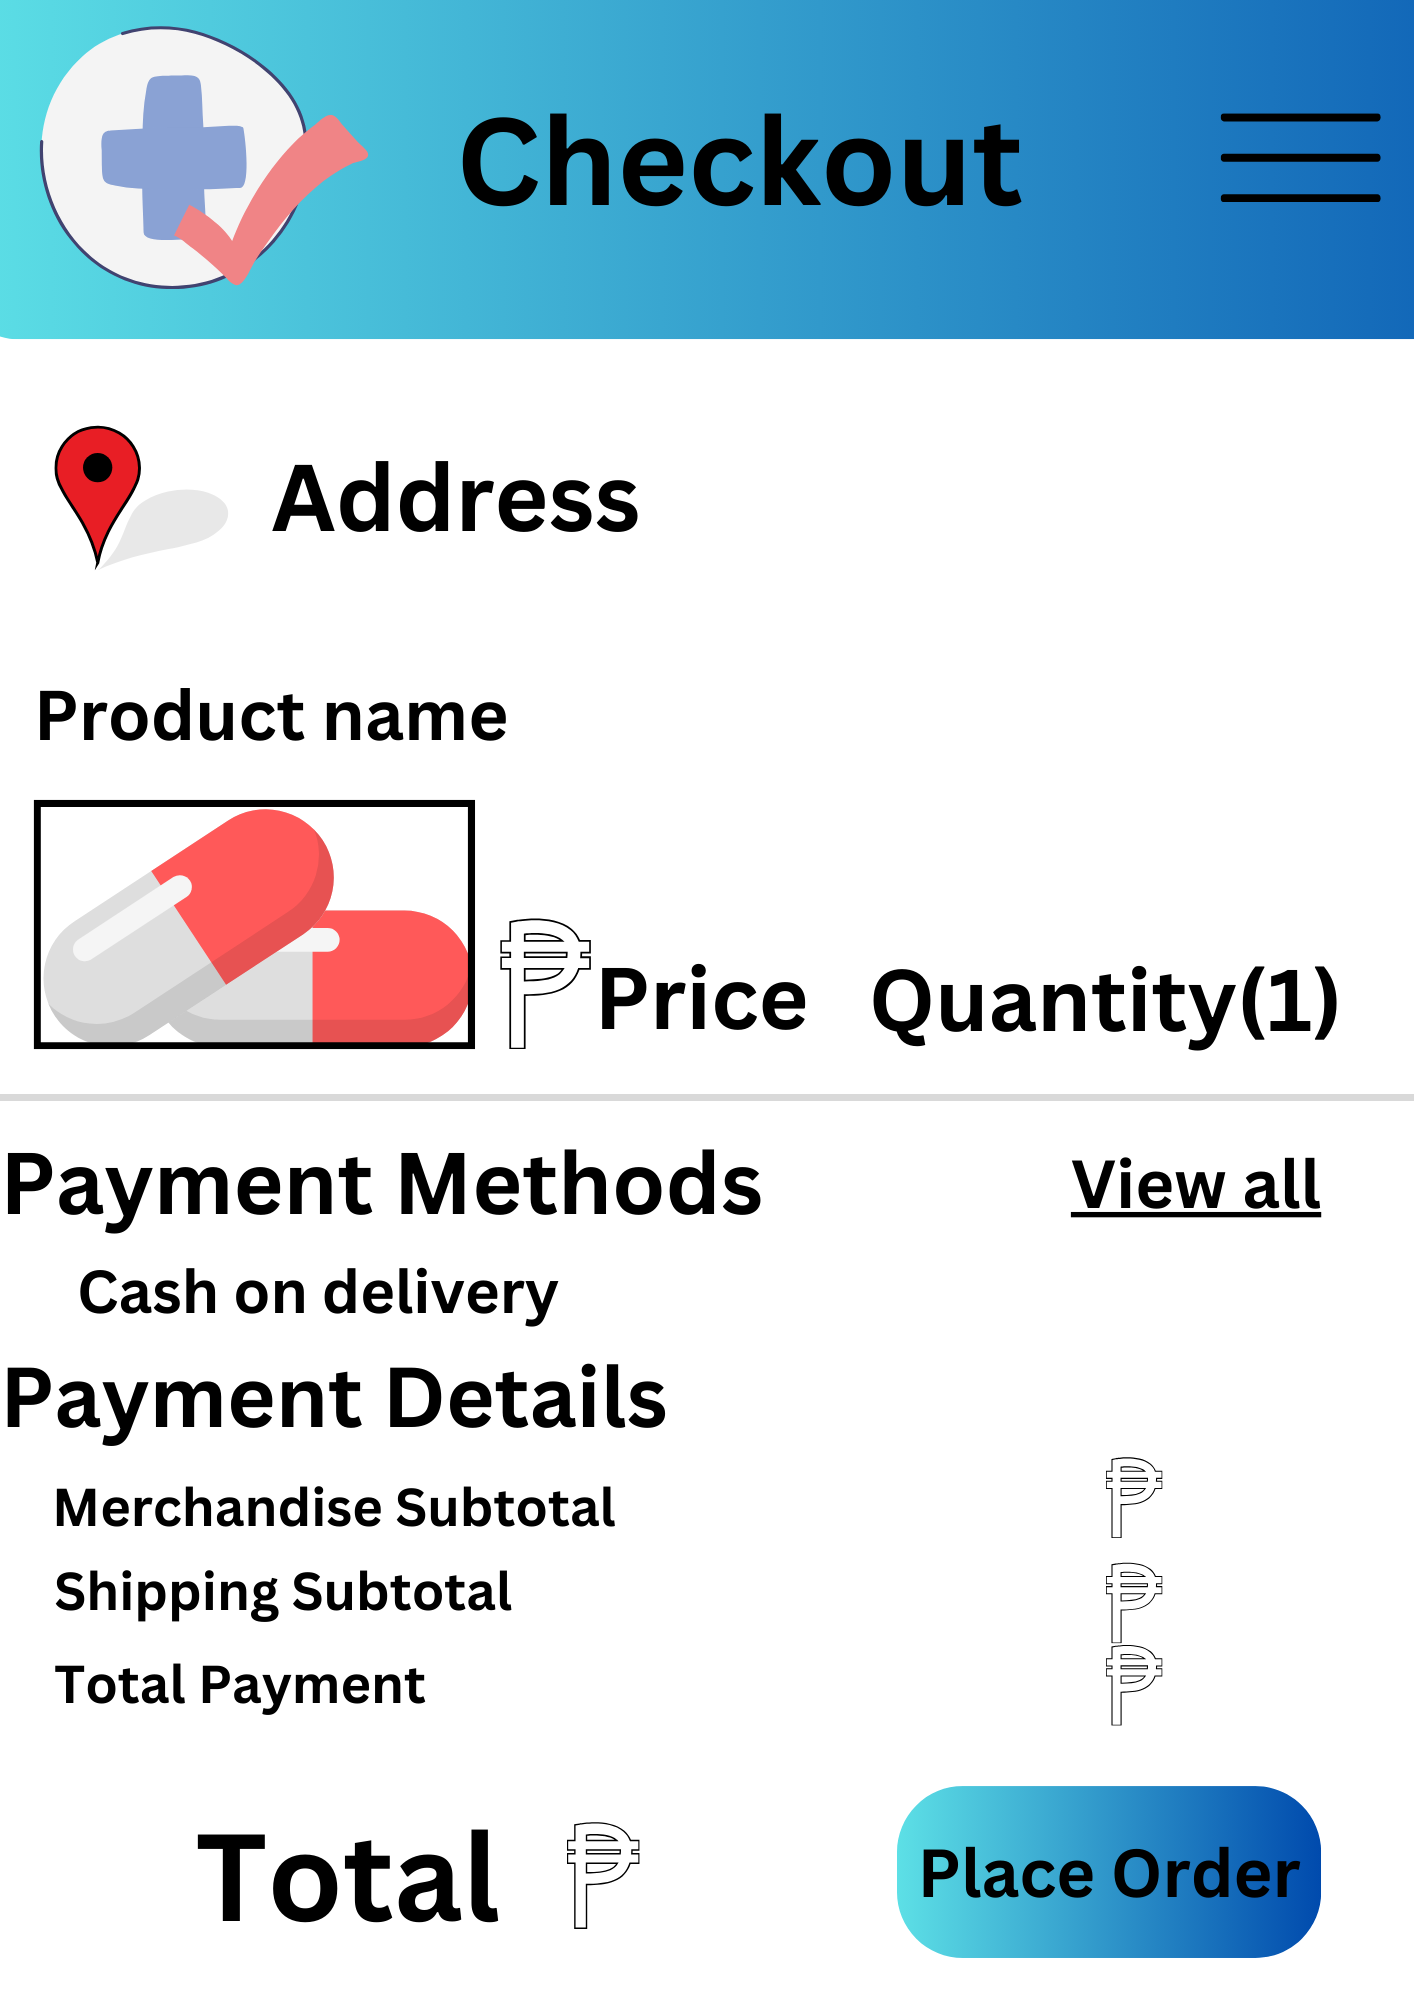 Checkout
Address
Product name
₱ Price Quantity(1)
Payment Methods View all
Cash on delivery
Payment Details
Merchandise Subtotal ₱
Shipping Subtotal ₱
Total Payment ₱
Total ₱ Place Order